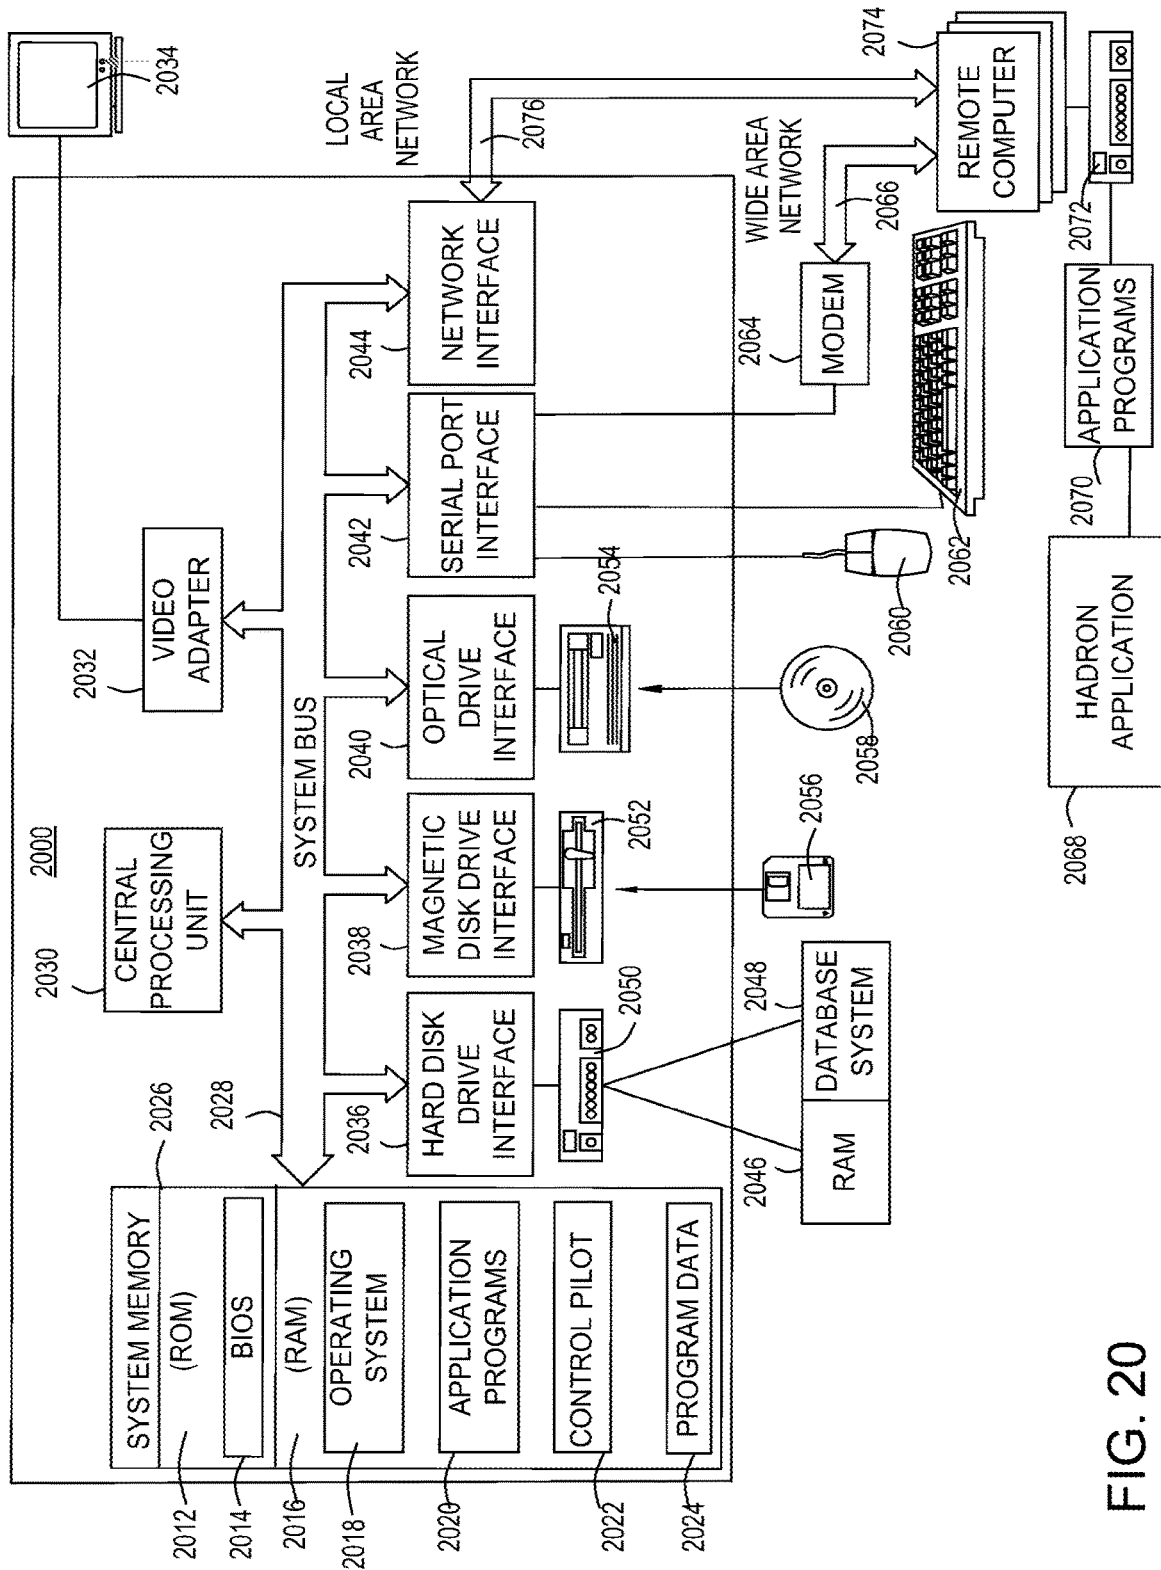 2000
2034
2030
CENTRAL
PROCESSING
UNIT
2032
VIDEO
ADAPTER
2026
2028
SYSTEM BUS
SYSTEM MEMORY
2012
(ROM)
2014
BIOS
2016
(RAM)
2018
OPERATING
SYSTEM
2020
APPLICATION
PROGRAMS
2022
CONTROL PILOT
2024
PROGRAM DATA
2036
HARD DISK
DRIVE
INTERFACE
2038
MAGNETIC
DISK DRIVE
INTERFACE
2040
OPTICAL
DRIVE
INTERFACE
2042
SERIAL PORT
INTERFACE
2044
NETWORK
INTERFACE
LOCAL
AREA
NETWORK
2076
2050
2052
2054
2046
RAM
2048
DATABASE
SYSTEM
2056
2058
2060
2062
2064
MODEM
WIDE AREA
NETWORK
2066
2074
REMOTE
COMPUTER
2072
2068
HADRON
APPLICATION
2070
APPLICATION
PROGRAMS
FIG. 20